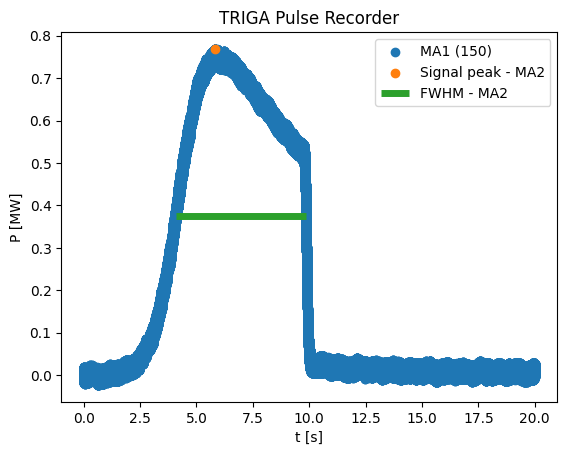 TRIGA Pulse Recorder
MA1 (150)
Signal peak - MA2
FWHM - MA2
P [MW]
0.8
0.7
0.6
0.5
0.4
0.3
0.2
0.1
0.0
0.0 2.5 5.0 7.5 10.0 12.5 15.0 17.5 20.0
t [s]